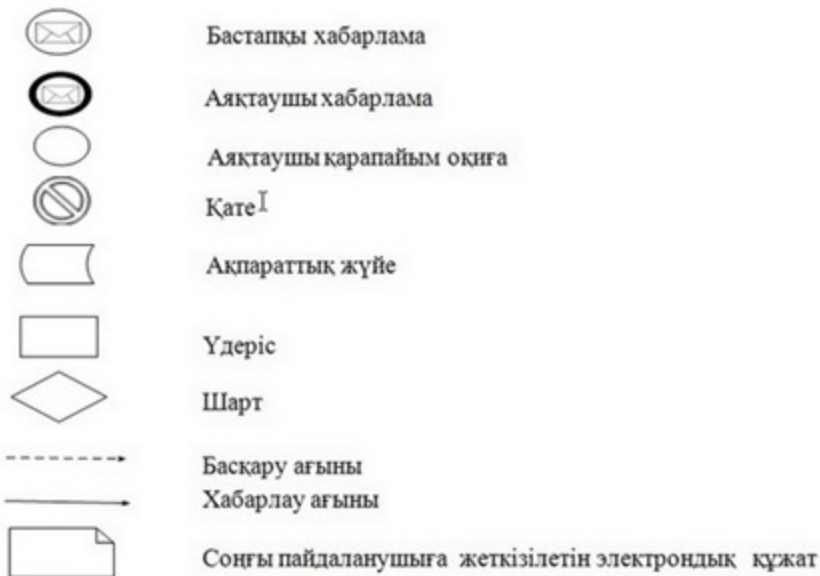 Бастапқы хабарлама
Аяқтаушы хабарлама
Аяқтаушы қарапайым оқиға
Қате
Ақпараттық жүйе
Үдеріс
Шарт
Басқару ағыны
Хабарлау ағыны
Соңғы пайдаланушыға жеткізілетін электрондық құжат